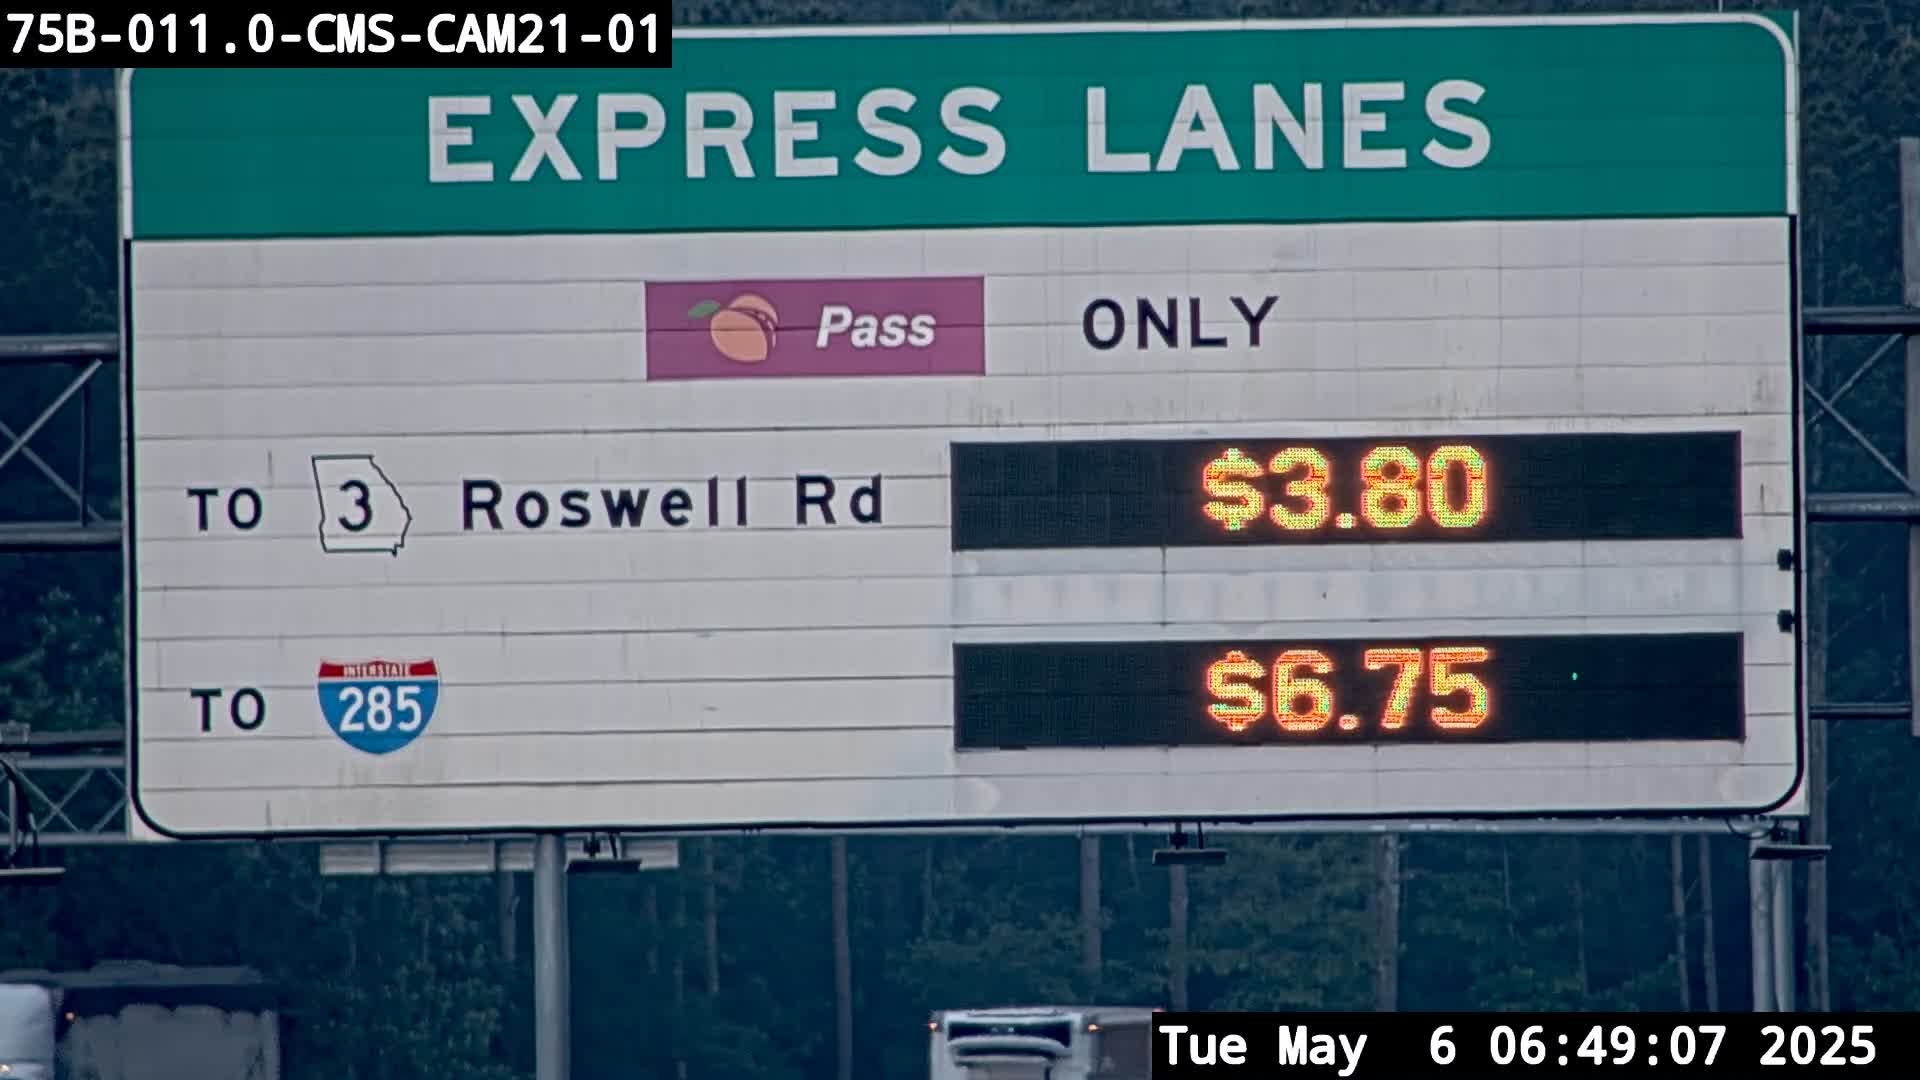 75B-011.0-CMS-CAM21-01
EXPRESS LANES
Pass ONLY
TO 3 Roswell Rd $3.80
INTERSTATE
TO 285 $6.75
Tue May 6 06:49:07 2025